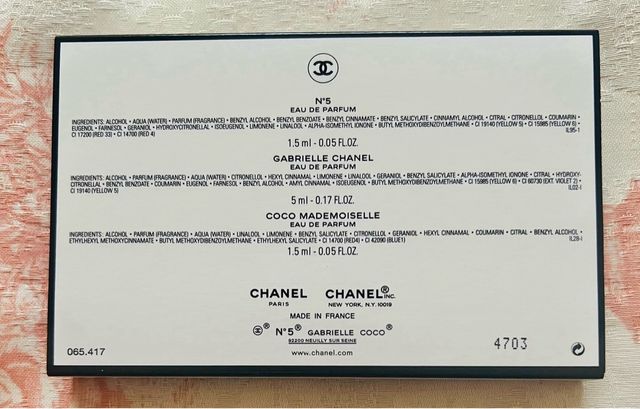 N°5
EAU DE PARFUM
INGREDIENTS: ALCOHOL • AQUA (WATER) • PARFUM (FRAGRANCE) • BENZYL ALCOHOL • BENZYL BENZOATE • BENZYL CINNAMATE • BENZYL SALICYLATE • CINNAMYL ALCOHOL • CITRAL • CITRONELLOL • COUMARIN •
EUGENOL • FARNESOL • GERANIOL • HYDROXYCITRONELLAL • ISOEUGENOL • LIMONENE • LINALOOL • ALPHA-ISOMETHYL IONONE • BUTYL METHOXYDIBENZOYLMETHANE • CI 19140 (YELLOW 5) • CI 15985 (YELLOW 6) •
CI 17200 (RED 33) • CI 14700 (RED 4) IL95-1
1.5 ml - 0.05 FL.OZ.
GABRIELLE CHANEL
EAU DE PARFUM
INGREDIENTS: ALCOHOL • PARFUM (FRAGRANCE) • AQUA (WATER) • CITRONELLOL • HEXYL CINNAMAL • LIMONENE • LINALOOL • GERANIOL • BENZYL SALICYLATE • ALPHA-ISOMETHYL IONONE • CITRAL • HYDROXY-
CITRONELLAL • BENZYL BENZOATE • COUMARIN • EUGENOL • FARNESOL • BENZYL ALCOHOL • AMYL CINNAMAL • ISOEUGENOL • BUTYL METHOXYDIBENZOYLMETHANE • CI 15985 (YELLOW 6) • CI 60730 (EXT. VIOLET 2) •
CI 19140 (YELLOW 5) IL02-I
5 ml - 0.17 FL.OZ.
COCO MADEMOISELLE
EAU DE PARFUM
INGREDIENTS: ALCOHOL • PARFUM (FRAGRANCE) • AQUA (WATER) • LINALOOL • LIMONENE • BENZYL SALICYLATE • CITRONELLOL • GERANIOL • HEXYL CINNAMAL • COUMARIN • CITRAL • BENZYL ALCOHOL •
ETHYLHEXYL METHOXYCINNAMATE • BUTYL METHOXYDIBENZOYLMETHANE • ETHYLHEXYL SALICYLATE • CI 14700 (RED4) • CI 42090 (BLUE1) IL28-I
1.5 ml - 0.05 FL.OZ.
CHANEL CHANEL® INC.
PARIS NEW YORK, N.Y. 10019
MADE IN FRANCE
® N°5® GABRIELLE COCO®
92200 NEUILLY SUR SEINE
065.417 www.chanel.com 4703